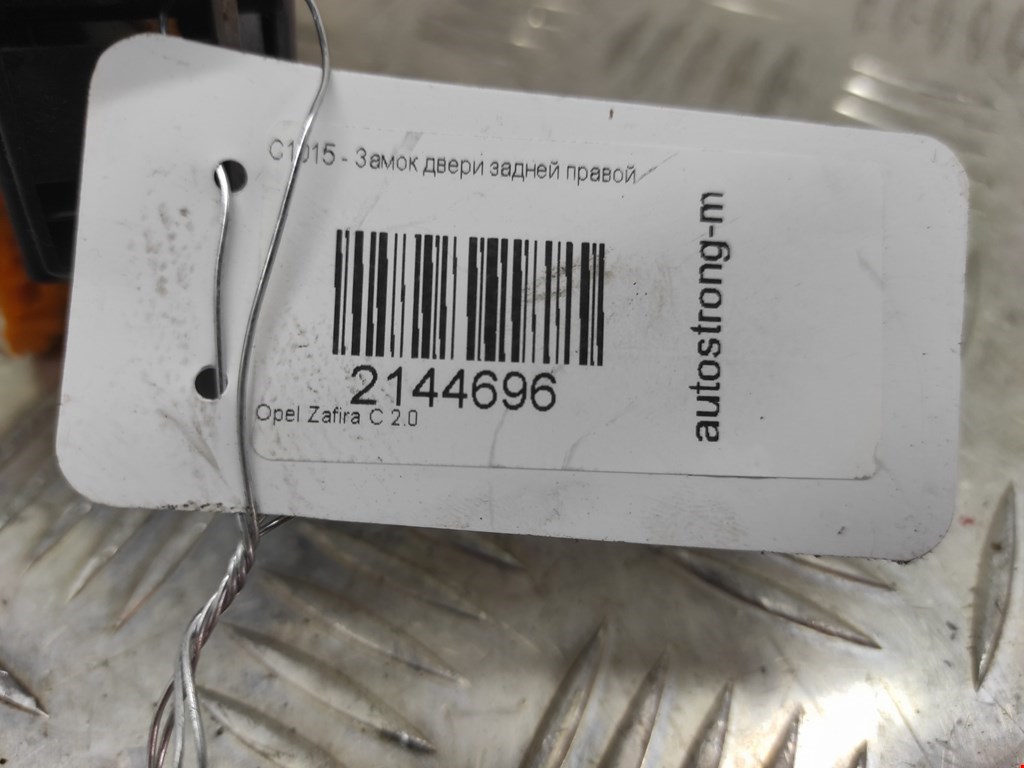 C1015 - Замок двери задней правой
2144696
Opel Zafira C 2.0
autostrong-m